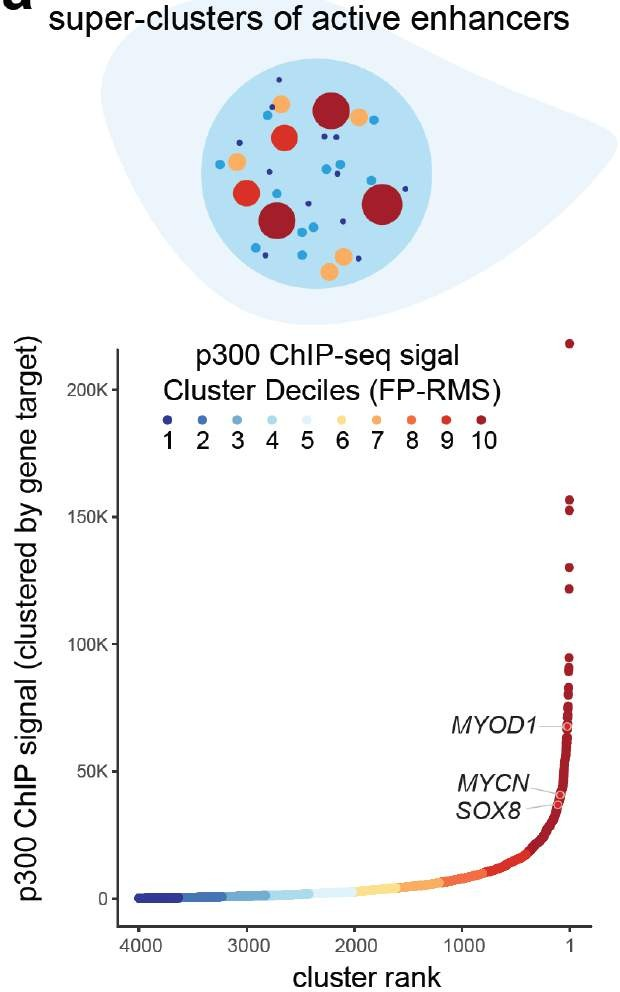 a
super-clusters of active enhancers
p300 ChIP-seq sigal
Cluster Deciles (FP-RMS)
1 2 3 4 5 6 7 8 9 10
p300 ChIP signal (clustered by gene target)
200K
150K
100K
50K
0
MYOD1
MYCN
SOX8
4000 3000 2000 1000 1
cluster rank